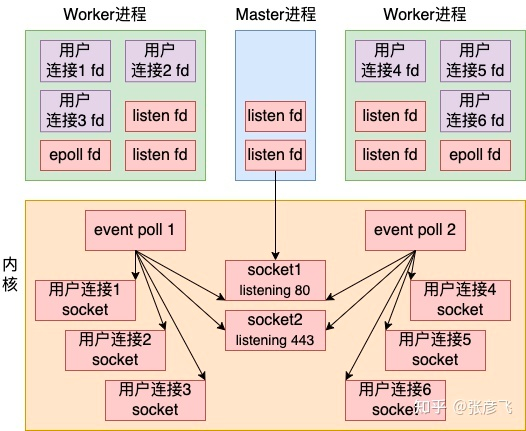 Worker进程
Master进程
Worker进程
用户
连接1 fd
用户
连接2 fd
用户
连接3 fd
listen fd
epoll fd
listen fd
listen fd
listen fd
用户
连接4 fd
用户
连接5 fd
listen fd
用户
连接6 fd
listen fd
epoll fd
内
核
event poll 1
event poll 2
socket1
listening 80
socket2
listening 443
用户连接1
socket
用户连接2
socket
用户连接3
socket
用户连接4
socket
用户连接5
socket
用户连接6
socket
知乎 @张彦飞